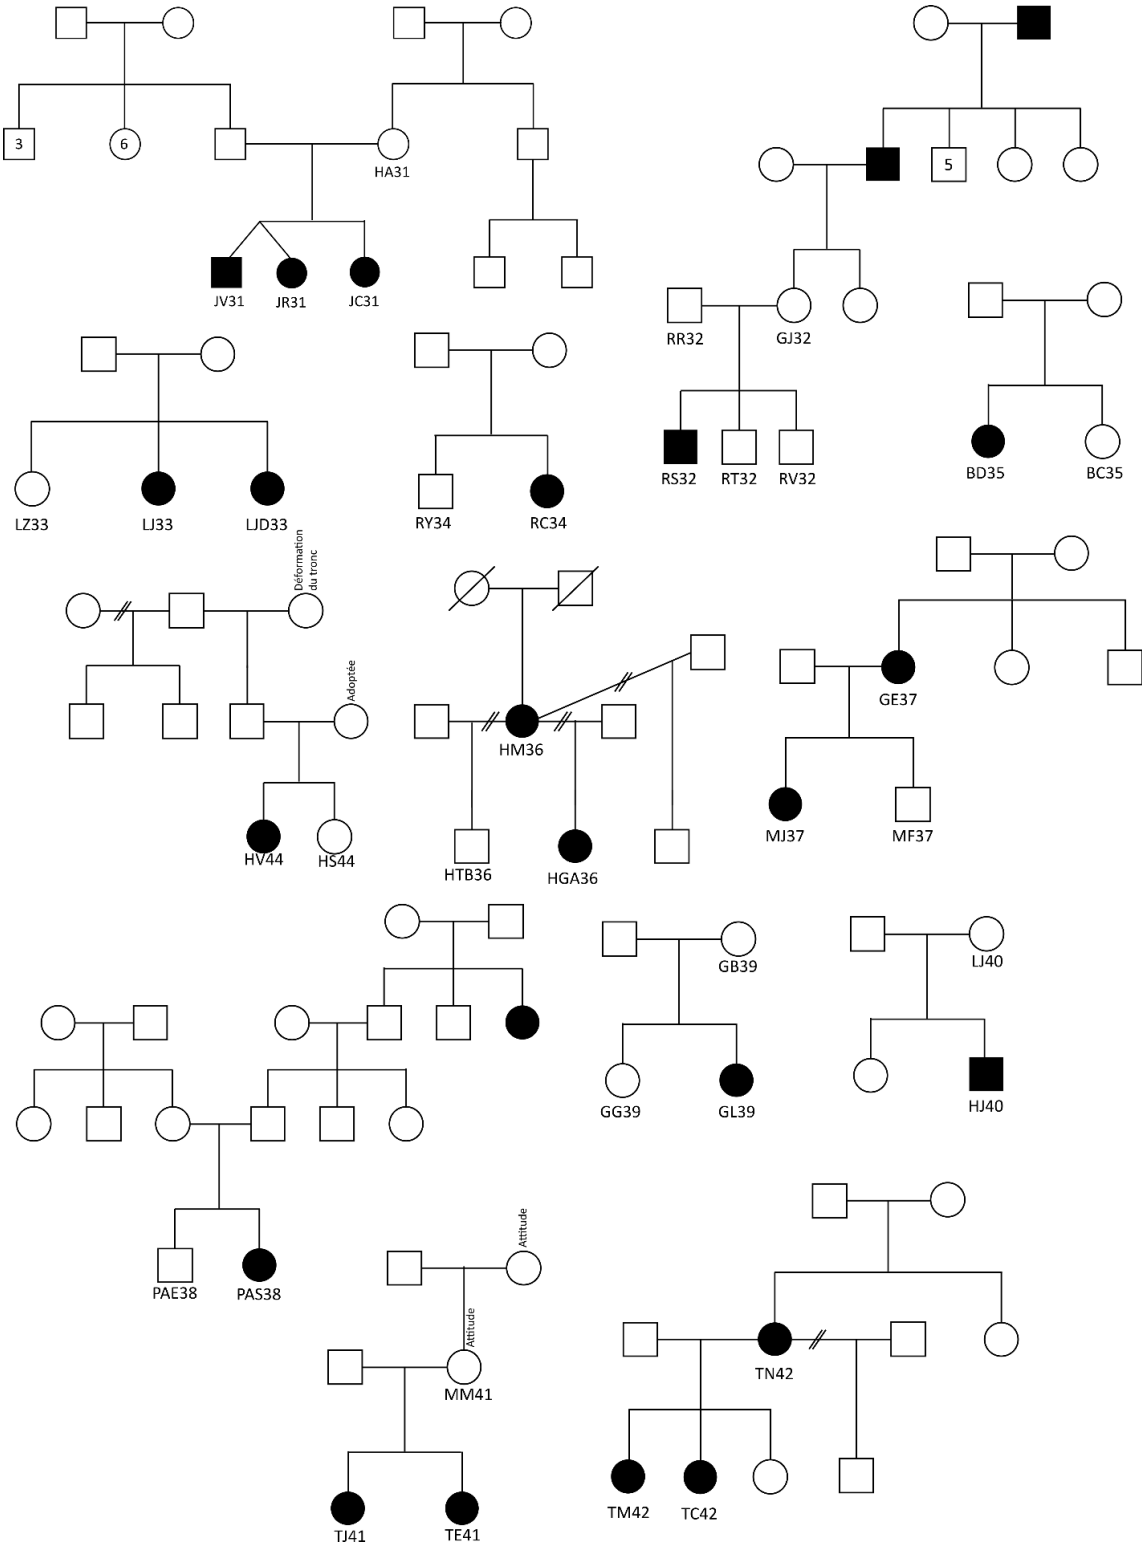 3
6
HA31
JV31
JR31
JC31
5
RR32
GJ32
RS32
RT32
RV32
BD35
BC35
LZ33
LJ33
LJD33
RY34
RC34
Déformation
du tronc
Adoptée
HV44
HS44
HM36
HTB36
HGA36
GE37
MJ37
MF37
PAE38
PAS38
GB39
GG39
GL39
LJ40
HJ40
Attitude
Attitude
MM41
TJ41
TE41
TN42
TM42
TC42